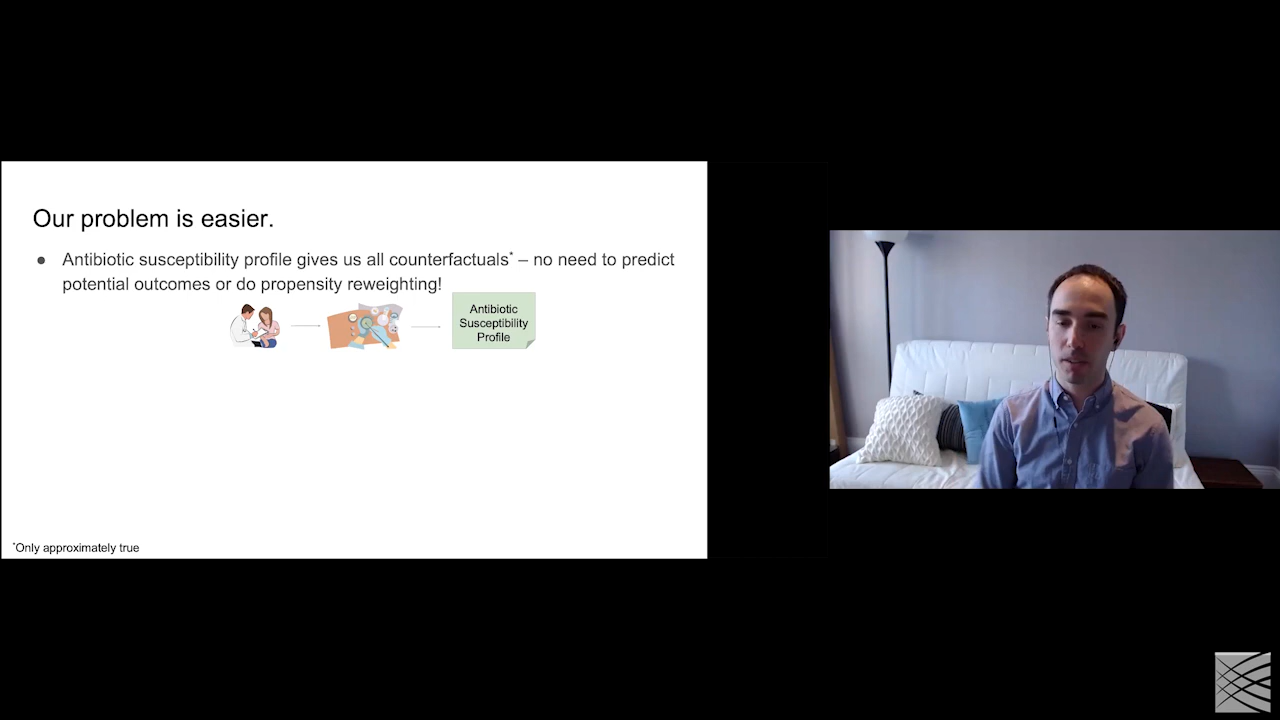 Our problem is easier.
● Antibiotic susceptibility profile gives us all counterfactuals* – no need to predict
potential outcomes or do propensity reweighting!
Antibiotic
Susceptibility
Profile
*Only approximately true